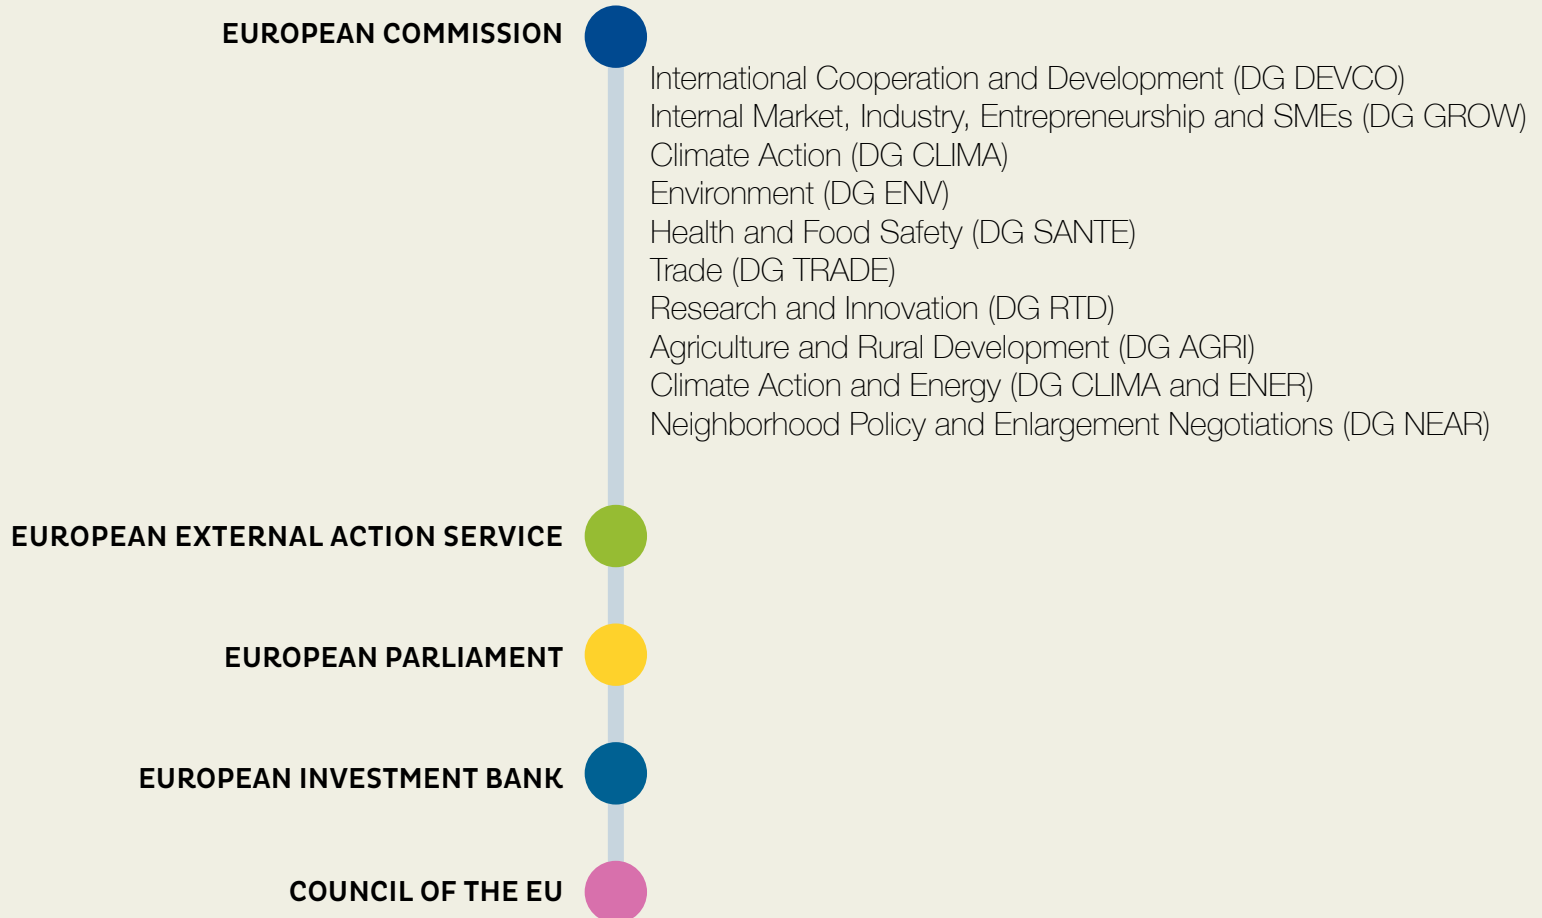 EUROPEAN COMMISSION
International Cooperation and Development (DG DEVCO)
Internal Market, Industry, Entrepreneurship and SMEs (DG GROW)
Climate Action (DG CLIMA)
Environment (DG ENV)
Health and Food Safety (DG SANTE)
Trade (DG TRADE)
Research and Innovation (DG RTD)
Agriculture and Rural Development (DG AGRI)
Climate Action and Energy (DG CLIMA and ENER)
Neighborhood Policy and Enlargement Negotiations (DG NEAR)
EUROPEAN EXTERNAL ACTION SERVICE
EUROPEAN PARLIAMENT
EUROPEAN INVESTMENT BANK
COUNCIL OF THE EU